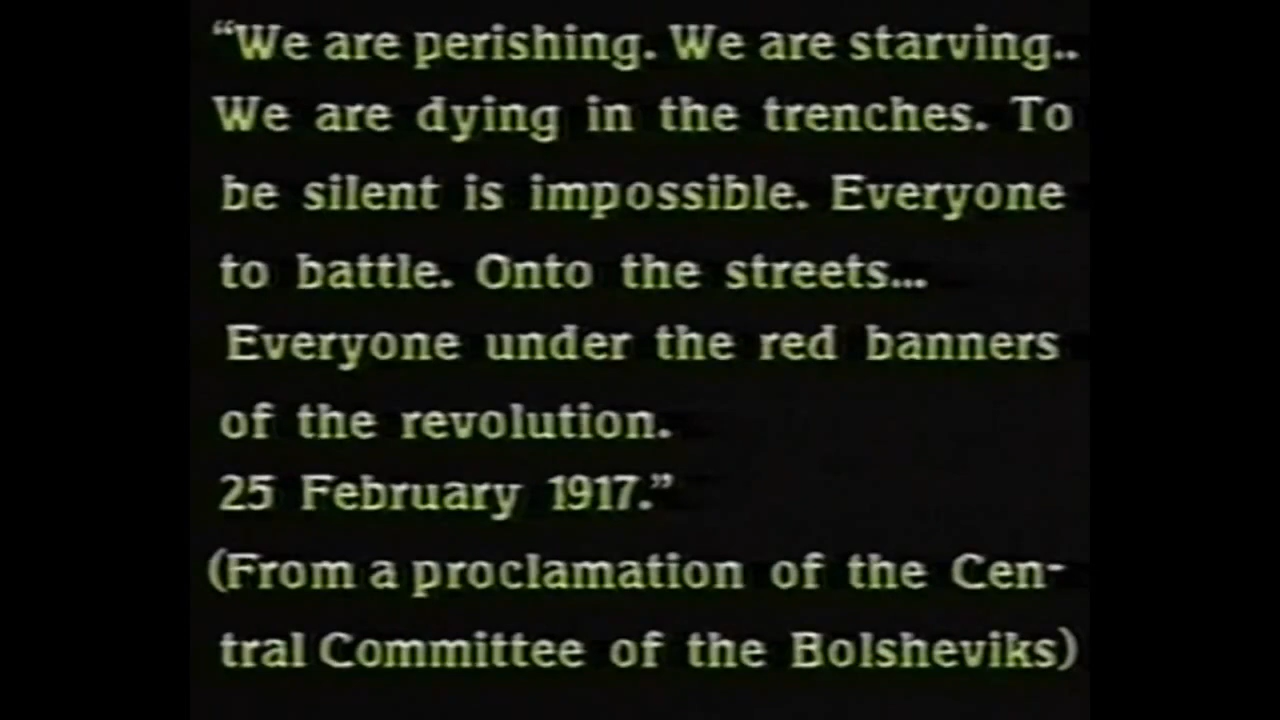 “We are perishing. We are starving..
We are dying in the trenches. To
be silent is impossible. Everyone
to battle. Onto the streets...
Everyone under the red banners
of the revolution.
25 February 1917.”
(From a proclamation of the Cen-
tral Committee of the Bolsheviks)